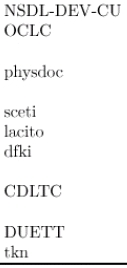 NSDL-DEV-CU
OCLC
physdoc
sceti
lacito
dfki
CDLTC
DUETT
tkn